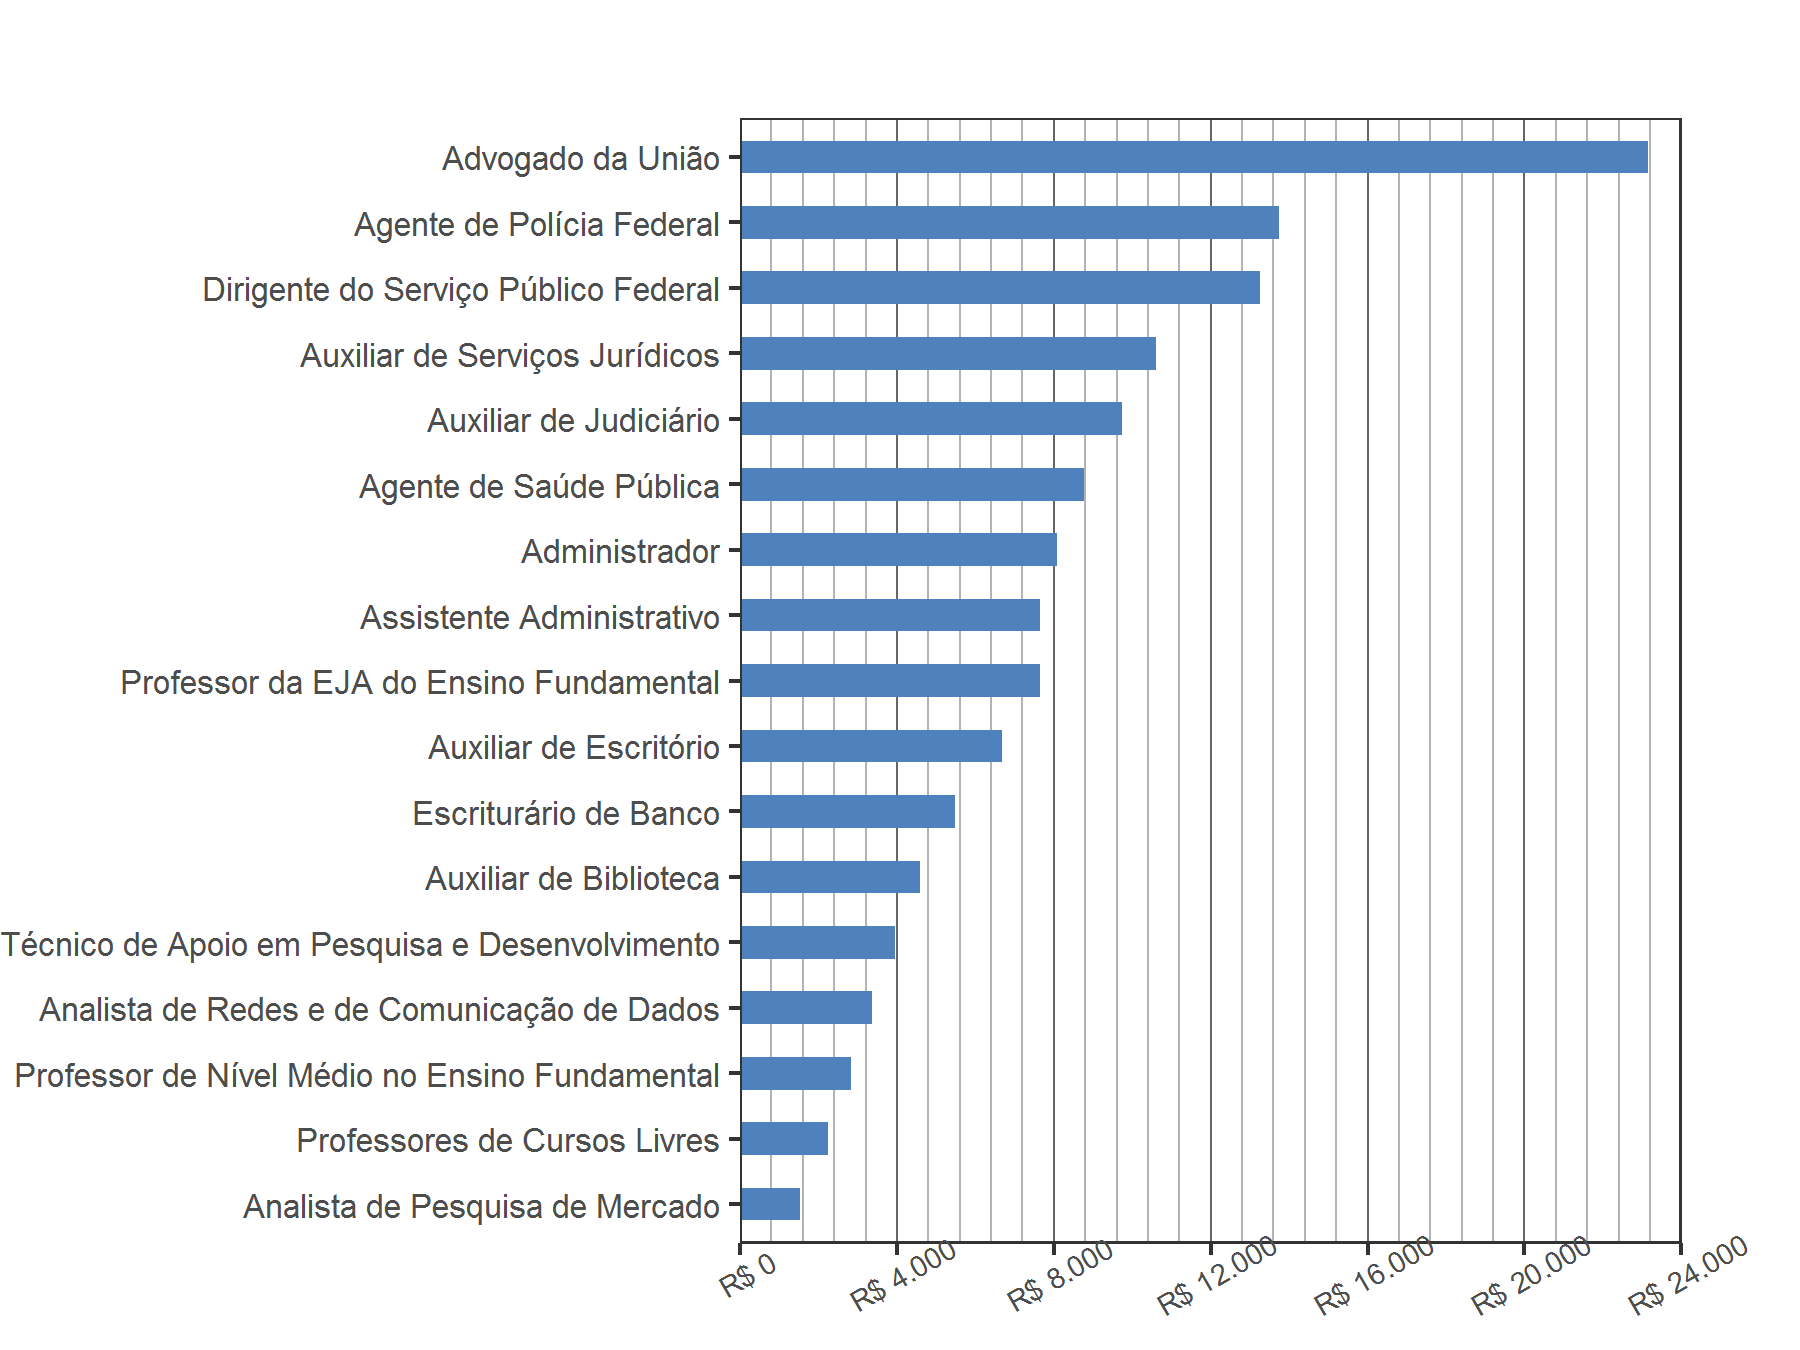 Advogado da União
Agente de Polícia Federal
Dirigente do Serviço Público Federal
Auxiliar de Serviços Jurídicos
Auxiliar de Judiciário
Agente de Saúde Pública
Administrador
Assistente Administrativo
Professor da EJA do Ensino Fundamental
Auxiliar de Escritório
Escriturário de Banco
Auxiliar de Biblioteca
Técnico de Apoio em Pesquisa e Desenvolvimento
Analista de Redes e de Comunicação de Dados
Professor de Nível Médio no Ensino Fundamental
Professores de Cursos Livres
Analista de Pesquisa de Mercado
R$ 0
R$ 4.000
R$ 8.000
R$ 12.000
R$ 16.000
R$ 20.000
R$ 24.000